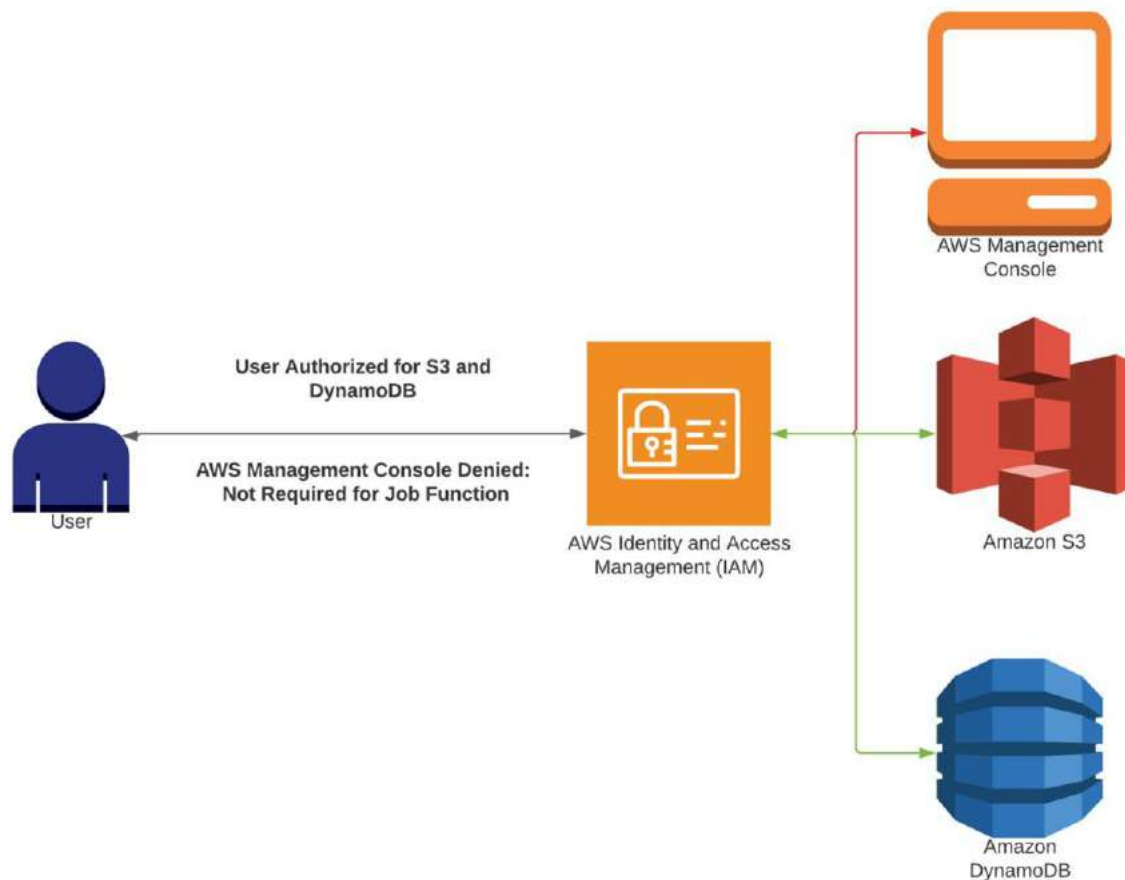 AWS Management
Console
User Authorized for S3 and
DynamoDB
AWS Management Console Denied:
Not Required for Job Function
User
AWS Identity and Access
Management (IAM)
Amazon S3
Amazon
DynamoDB